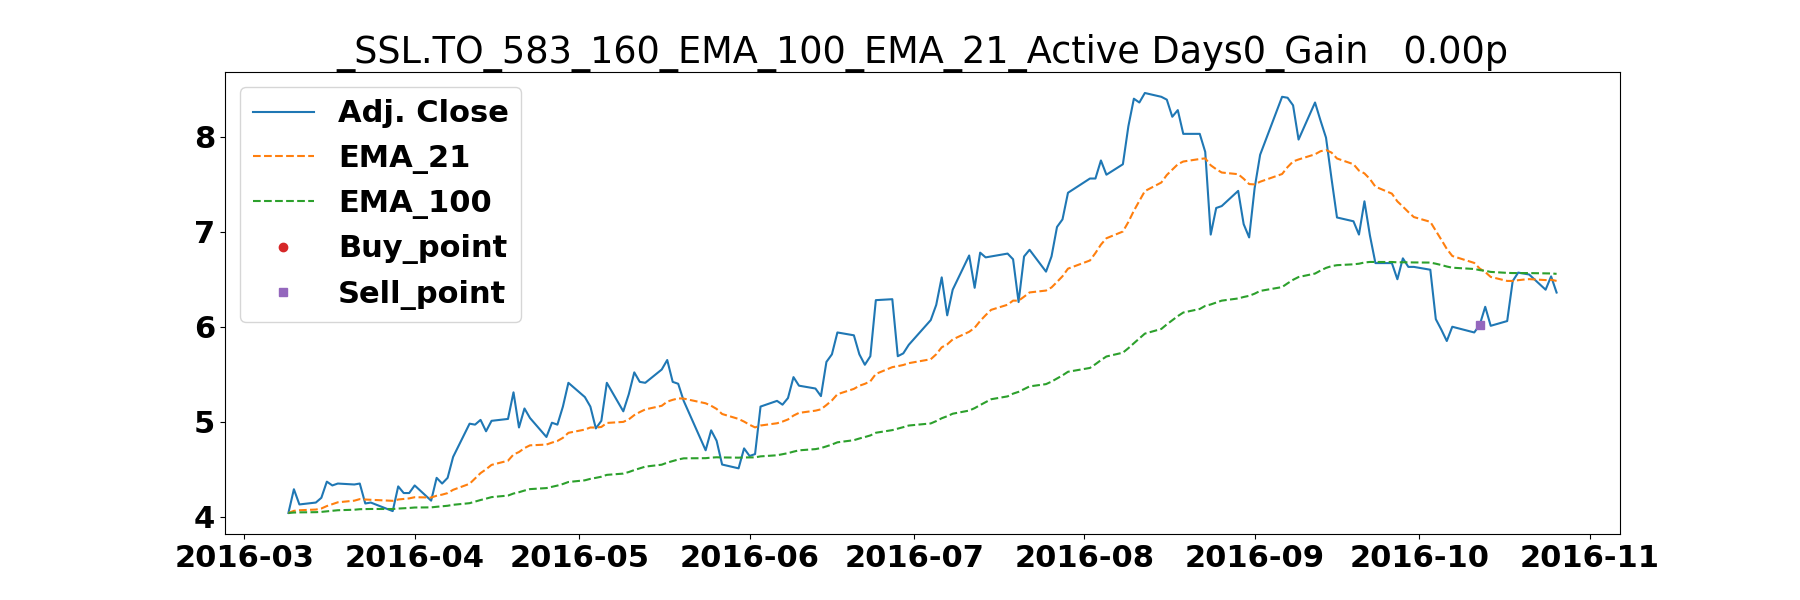 _SSL.TO_583_160_EMA_100_EMA_21_Active Days0_Gain   0.00p
Adj. Close
EMA_21
EMA_100
Buy_point
Sell_point
8
7
6
5
4
2016-03 2016-04 2016-05 2016-06 2016-07 2016-08 2016-09 2016-10 2016-11